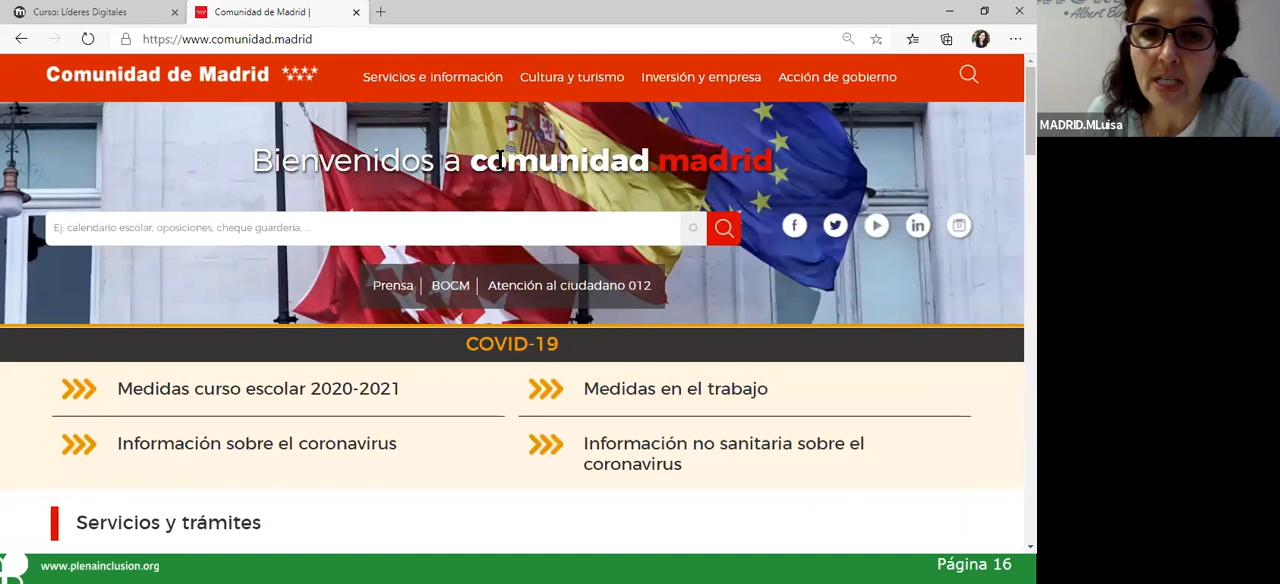 Curso: Líderes Digitales
Comunidad de Madrid |
https://www.comunidad.madrid
Comunidad de Madrid
Servicios e información
Cultura y turismo
Inversión y empresa
Acción de gobierno
Bienvenidos a comunidad.madrid
Ej: calendario escolar, oposiciones, cheque guardería, ...
Prensa | BOCM | Atención al ciudadano 012
COVID-19
Medidas curso escolar 2020-2021
Medidas en el trabajo
Información sobre el coronavirus
Información no sanitaria sobre el
coronavirus
Servicios y trámites
www.plenainclusion.org
Página 16
MADRID.MLuisa